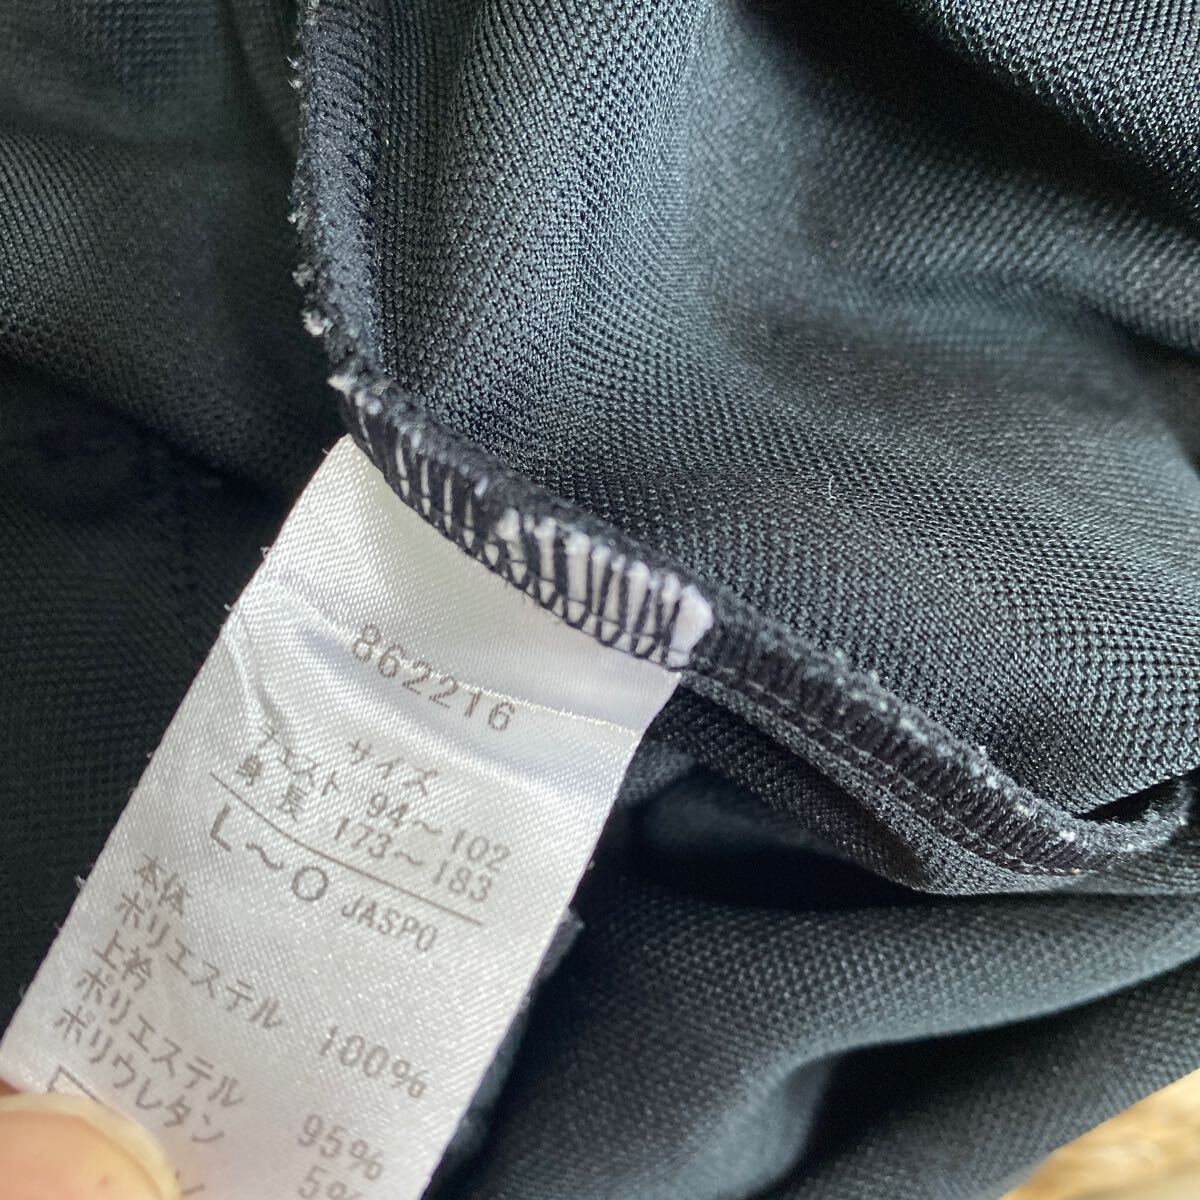 862216
サイズ
チェスト 94～102
身長 173～183
L～O JASPO
本体
ポリエステル 100%
上衿
ポリエステル 95%
ポリウレタン 5%